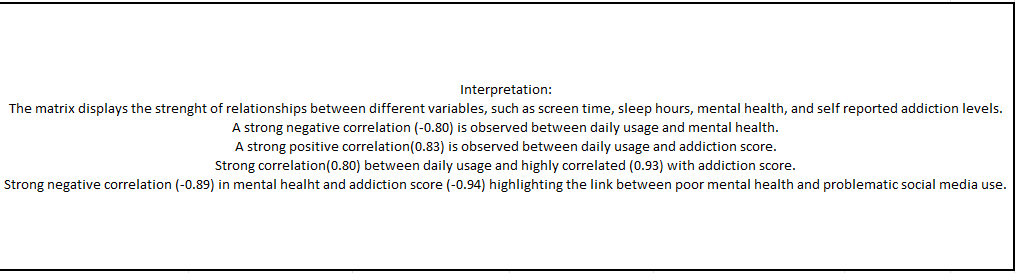 Interpretation:
The matrix displays the strenght of relationships between different variables, such as screen time, sleep hours, mental health, and self reported addiction levels.
A strong negative correlation (-0.80) is observed between daily usage and mental health.
A strong positive correlation(0.83) is observed between daily usage and addiction score.
Strong correlation(0.80) between daily usage and highly correlated (0.93) with addiction score.
Strong negative correlation (-0.89) in mental healht and addiction score (-0.94) highlighting the link between poor mental health and problematic social media use.